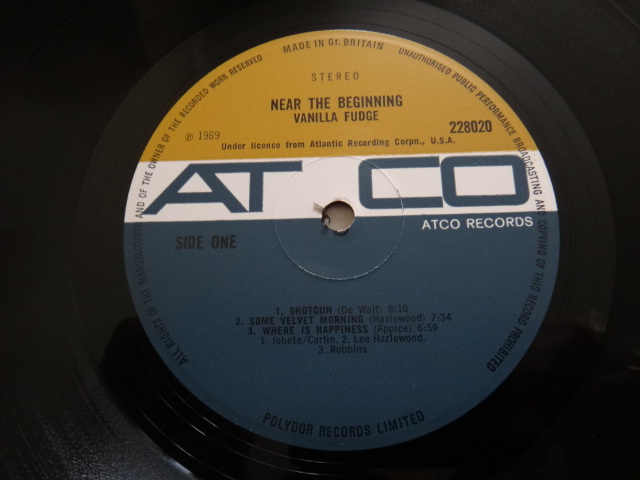 MADE IN Gt. BRITAIN
UNAUTHORISED PUBLIC PERFORMANCE BROADCASTING AND COPYING OF THIS RECORD PROHIBITED
ALL RIGHTS OF THE MANUFACTURER AND OF THE OWNER OF THE RECORDED WORK RESERVED
STEREO
NEAR THE BEGINNING
VANILLA FUDGE
℗ 1969
228020
Under licence from Atlantic Recording Corpn., U.S.A.
ATCO
ATCO RECORDS
SIDE ONE
1. SHOTGUN (De Walt) 6:10
2. SOME VELVET MORNING (Hazlewood) 7:34
3. WHERE IS HAPPINESS (Appice) 6:59
1. Jobete/Carlin. 2. Lee Hazlewood.
3. Robbins
POLYDOR RECORDS LIMITED